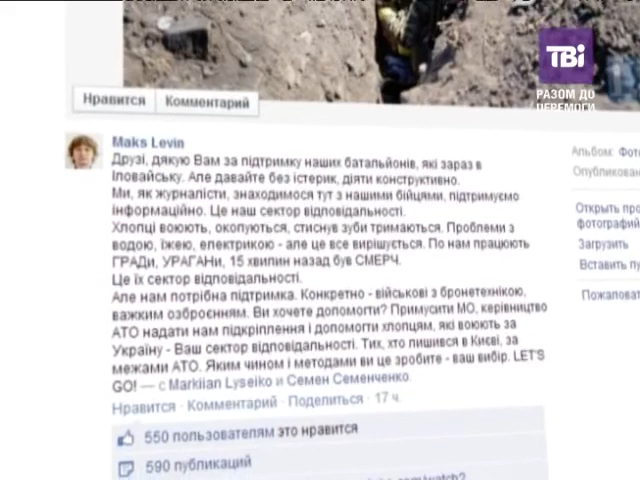 ТВі
РАЗОМ ДО
ПЕРЕМОГИ
Нравится Комментарий
Maks Levin
Друзі, дякую Вам за підтримку наших батальйонів, які зараз в
Іловайську. Але давайте без істерик, діяти конструктивно.
Ми, як журналісти, знаходимося тут з нашими бійцями, підтримуємо
інформаційно. Це наш сектор відповідальності.
Хлопці воюють, окопуються, стиснув зуби тримаються. Проблеми з
водою, їжею, електрикою - але це все вирішується. По нам працюють
ГРАДи, УРАГАНи, 15 хвилин назад був СМЕРЧ.
Це їх сектор відповідальності.
Але нам потрібна підтримка. Конкретно - військові з бронетехнікою,
важким озброєнням. Ви хочете допомогти? Примусити МО, керівництво
АТО надати нам підкріплення і допомоги хлопцям, які воюють за
Україну - Ваш сектор відповідальності. Тих, хто лишився в Києві, за
межами АТО. Яким чином і методами ви це зробите - ваш вибір. LET'S
GO! — с Markiian Lyseiko и Семен Семенченко.
Нравится · Комментарий · Поделиться · 17 ч.
550 пользователям это нравится
590 публикаций
Альбом: Фото
Опубликован
Открыть про
фотографий
Загрузить
Вставить пу
Пожаловат